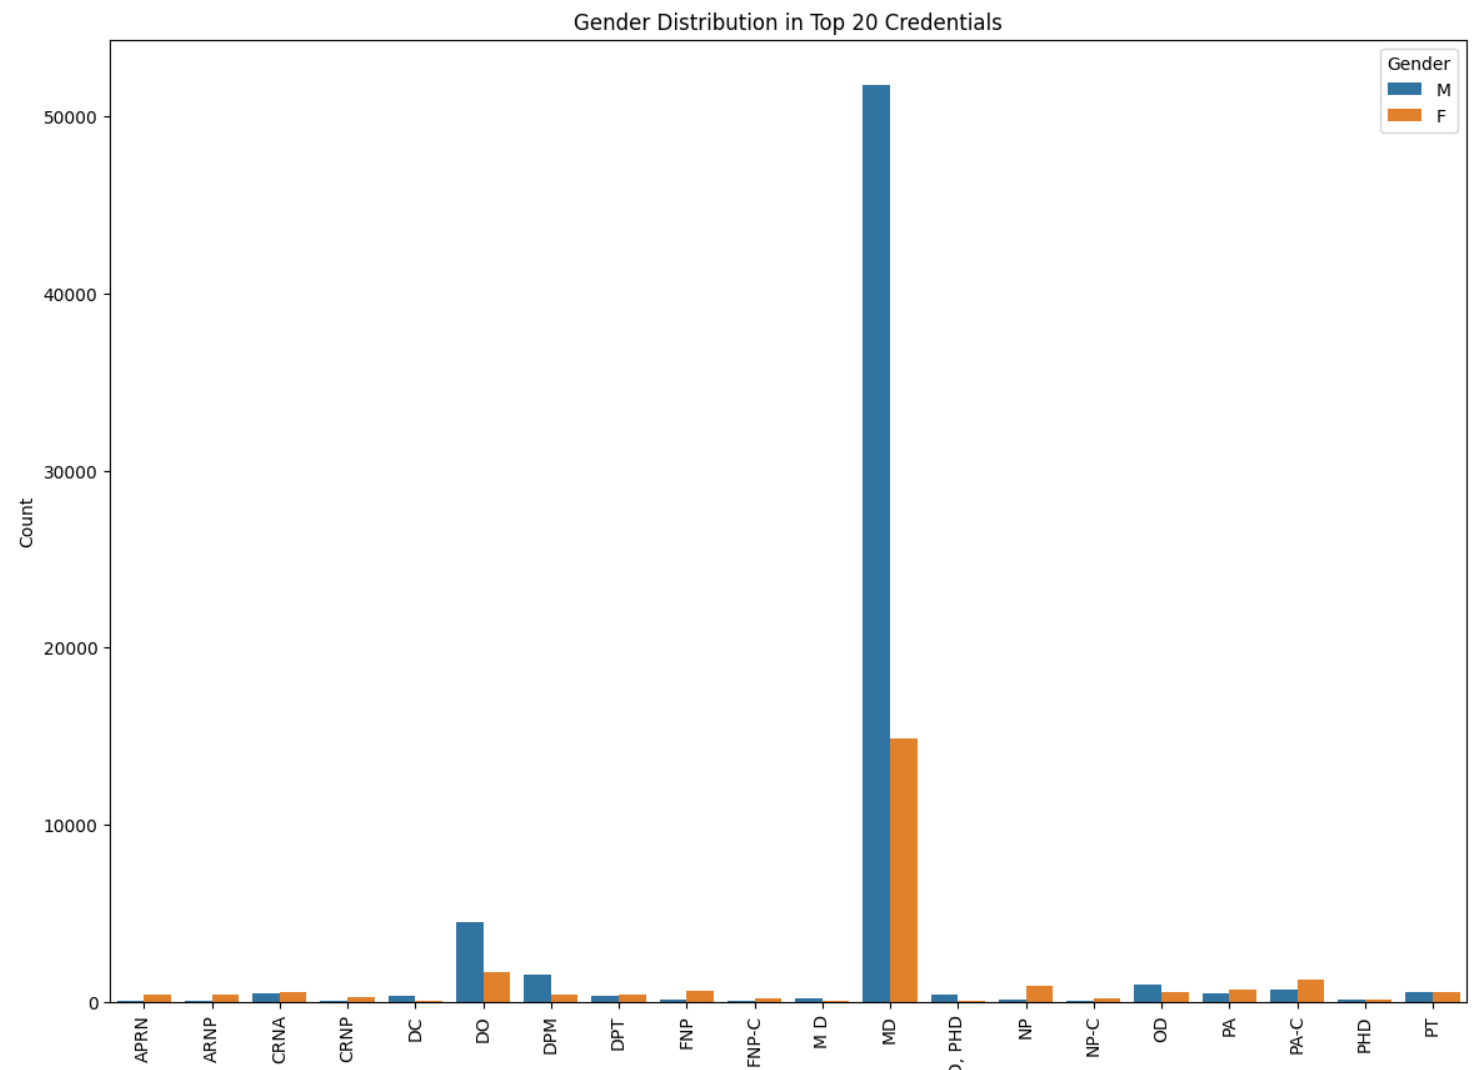 Gender Distribution in Top 20 Credentials
Gender
M
F
50000
40000
30000
20000
10000
0
Count
APRN
ARNP
CRNA
CRNP
DC
DO
DPM
DPT
FNP
FNP-C
M D
MD
D, PHD
NP
NP-C
OD
PA
PA-C
PHD
PT